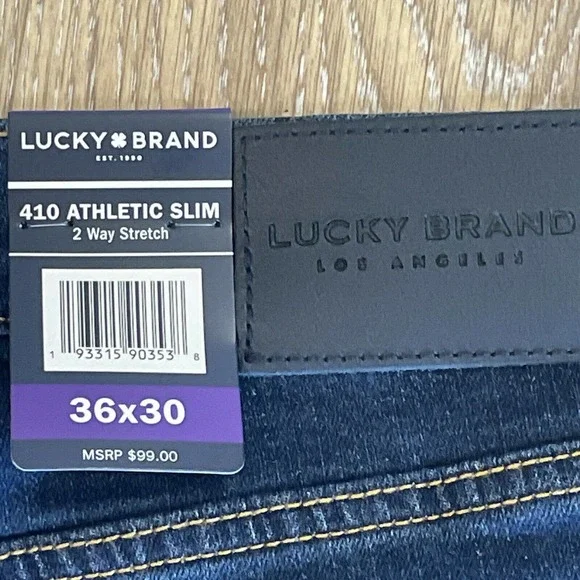 LUCKY BRAND
EST. 1990
410 ATHLETIC SLIM
2 Way Stretch
1 93315 90353 8
36x30
MSRP $99.00
LUCKY BRAND
LOS ANGELES